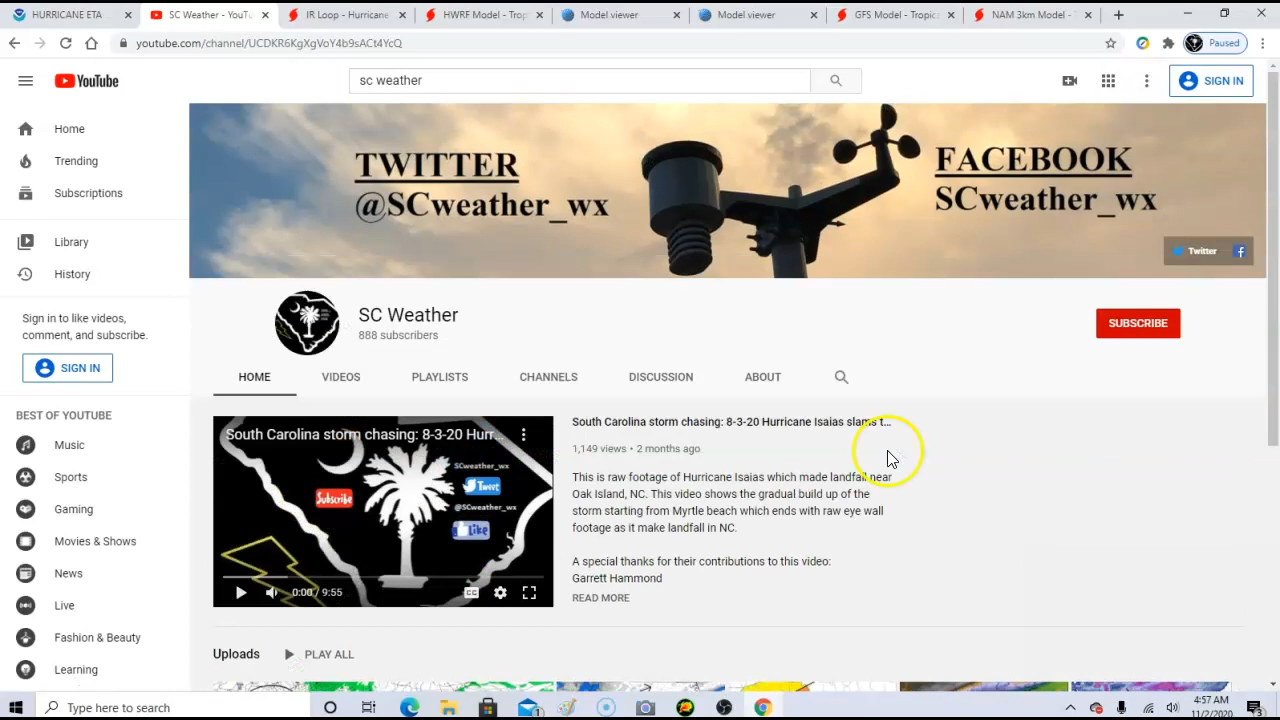 HURRICANE ETA
SC Weather - YouTu
IR Loop - Hurricane
HWRF Model - Trop
Model viewer
Model viewer
GFS Model - Tropic
NAM 3km Model - T
youtube.com/channel/UCDKR6KgXgVoY4b9sACt4YcQ
Paused
YouTube
sc weather
SIGN IN
Home
Trending
Subscriptions
Library
History
Sign in to like videos,
comment, and subscribe.
SIGN IN
BEST OF YOUTUBE
Music
Sports
Gaming
Movies & Shows
News
Live
Fashion & Beauty
Learning
TWITTER
@SCweather_wx
FACEBOOK
SCweather_wx
Twitter
SC Weather
888 subscribers
SUBSCRIBE
HOME
VIDEOS
PLAYLISTS
CHANNELS
DISCUSSION
ABOUT
South Carolina storm chasing: 8-3-20 Hurr...
SCweather_wx
Subscribe
Tweet
@SCweather_wx
Like
0:00 / 9:55
South Carolina storm chasing: 8-3-20 Hurricane Isaias slams t...
1,149 views • 2 months ago
This is raw footage of Hurricane Isaias which made landfall near
Oak Island, NC. This video shows the gradual build up of the
storm starting from Myrtle beach which ends with raw eye wall
footage as it make landfall in NC.
A special thanks for their contributions to this video:
Garrett Hammond
READ MORE
Uploads
PLAY ALL
Type here to search
4:57 AM
11/2/2020